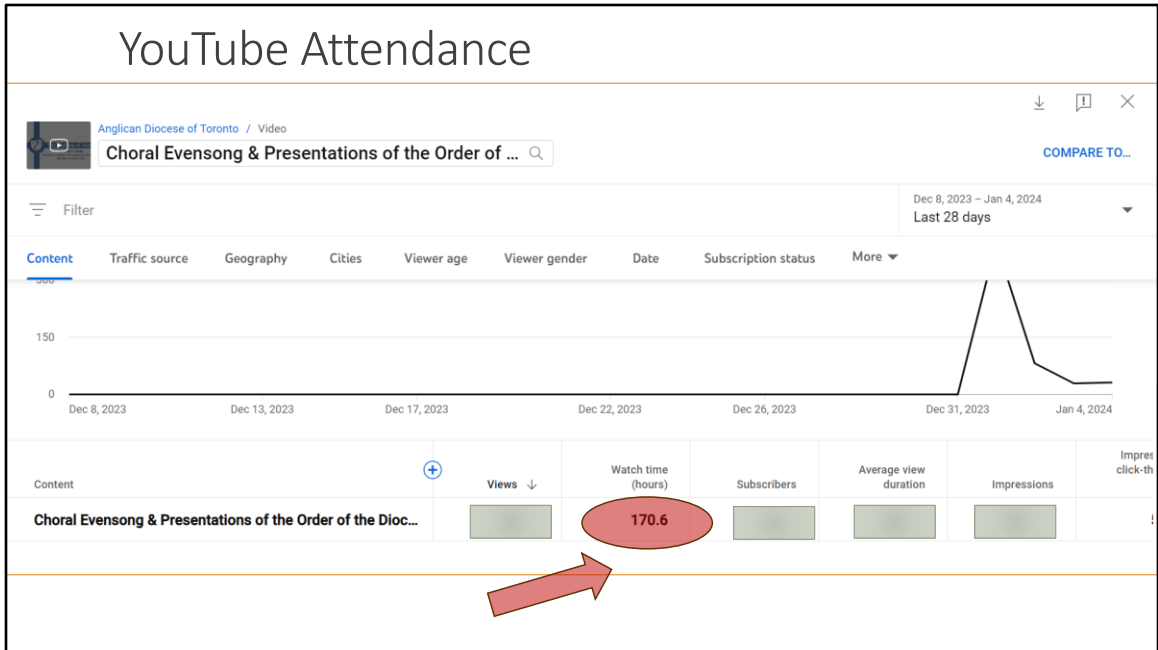 YouTube Attendance
Anglican Diocese of Toronto / Video
Choral Evensong & Presentations of the Order of ...
COMPARE TO...
Filter
Dec 8, 2023 – Jan 4, 2024
Last 28 days
Content Traffic source Geography Cities Viewer age Viewer gender Date Subscription status More
300
150
0
Dec 8, 2023 Dec 13, 2023 Dec 17, 2023 Dec 22, 2023 Dec 26, 2023 Dec 31, 2023 Jan 4, 2024
Content Views Watch time (hours) Subscribers Average view duration Impressions Impres click-th
Choral Evensong & Presentations of the Order of the Dioc... 170.6